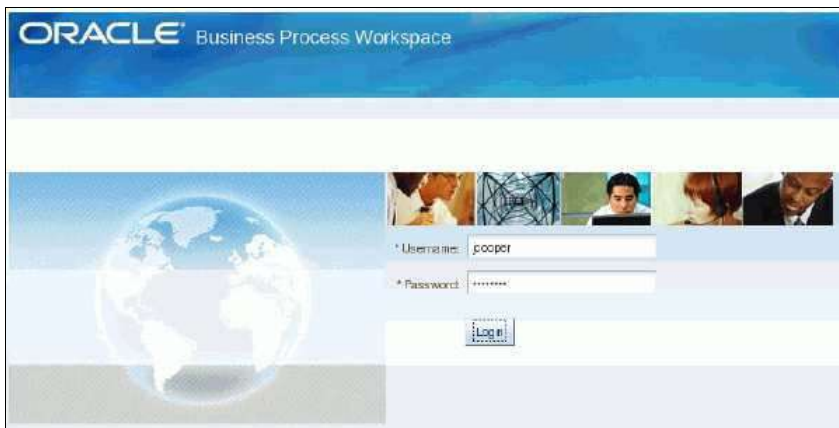 ORACLE Business Process Workspace
* Username: jcooper
* Password: ••••••••
Login